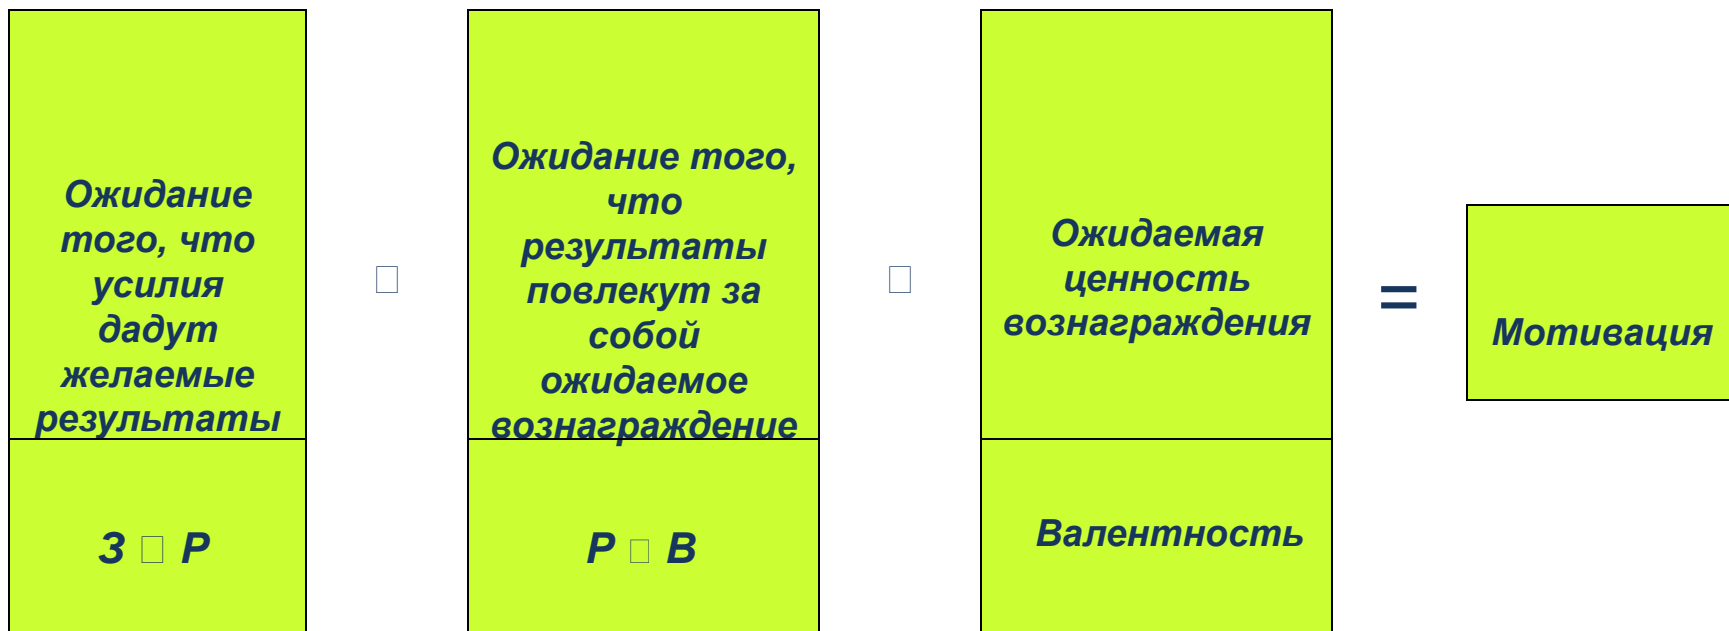 Ожидание
того, что
усилия
дадут
желаемые
результаты
З □ Р
□
Ожидание того,
что
результаты
повлекут за
собой
ожидаемое
вознаграждение
Р □ В
□
Ожидаемая
ценность
вознаграждения
Валентность
=
Мотивация